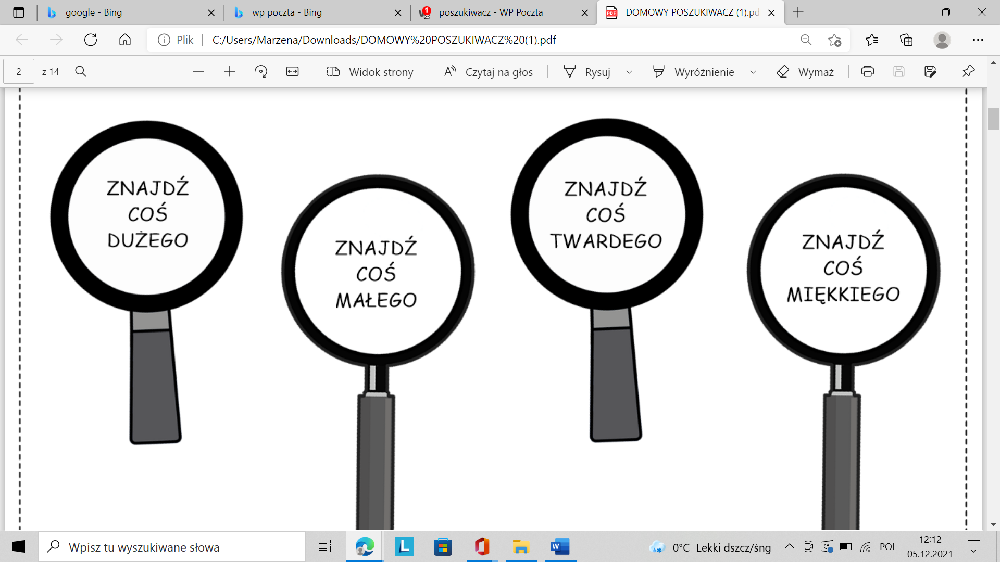 google - Bing
wp poczta - Bing
1
poszukiwacz - WP Poczta
PDF
DOMOWY POSZUKIWACZ (1).pd
Plik
C:/Users/Marzena/Downloads/DOMOWY%20POSZUKIWACZ%20(1).pdf
2
z 14
Widok strony
Czytaj na głos
Rysuj
Wyróżnienie
Wymaż
ZNAJDŹ
COŚ
DUŻEGO
ZNAJDŹ
COŚ
MAŁEGO
ZNAJDŹ
COŚ
TWARDEGO
ZNAJDŹ
COŚ
MIĘKKIEGO
Wpisz tu wyszukiwane słowa
L
W
0°C Lekki dszcz/śng
POL
12:12
05.12.2021